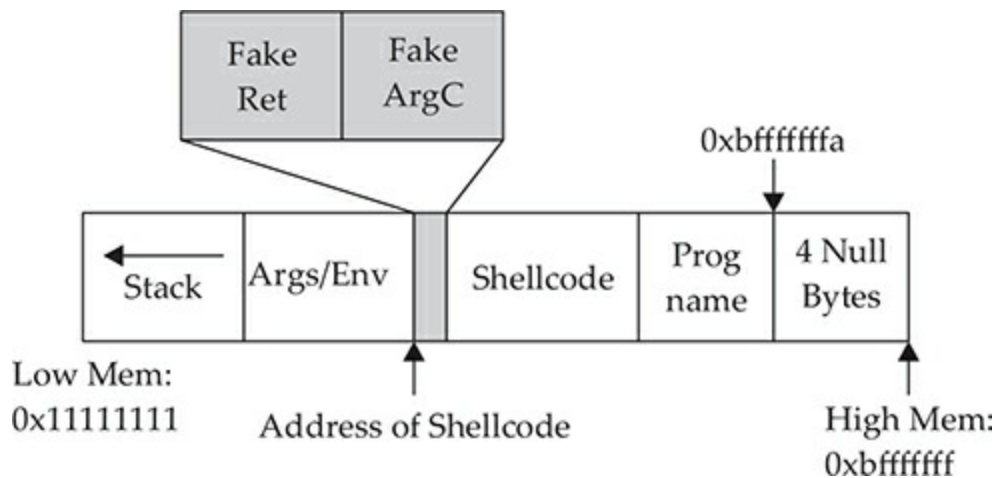 Fake
Ret
Fake
ArgC
0xbfffffffa
Stack
Args/Env
Shellcode
Prog
name
4 Null
Bytes
Low Mem:
0x11111111
Address of Shellcode
High Mem:
0xbfffffff